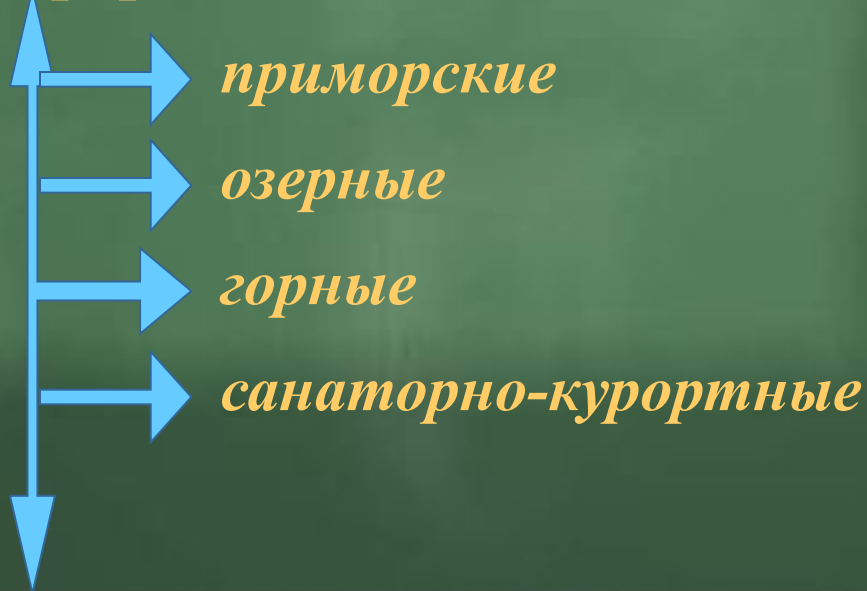 приморские
озерные
горные
санаторно-курортные